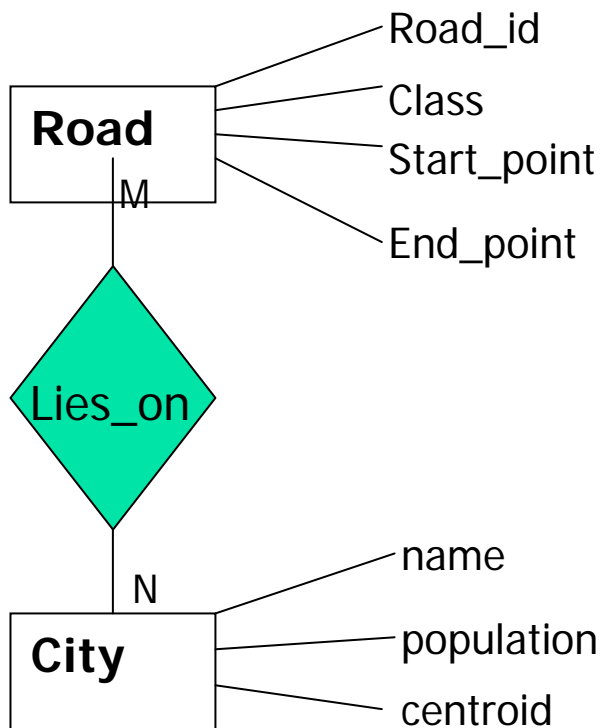 Road_id
Class
Road
Start_point
M
End_point
Lies_on
name
N
population
City
centroid